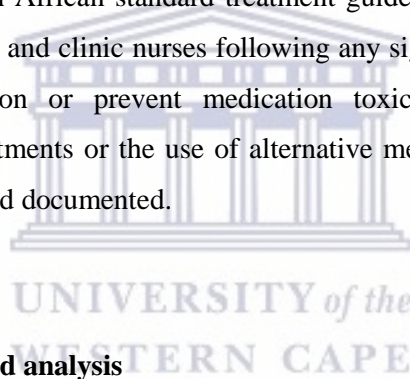 African standard treatment guide
and clinic nurses following any sig
on or prevent medication toxic
tments or the use of alternative me
d documented.
UNIVERSITY of the
d analysis
WESTERN CAPE